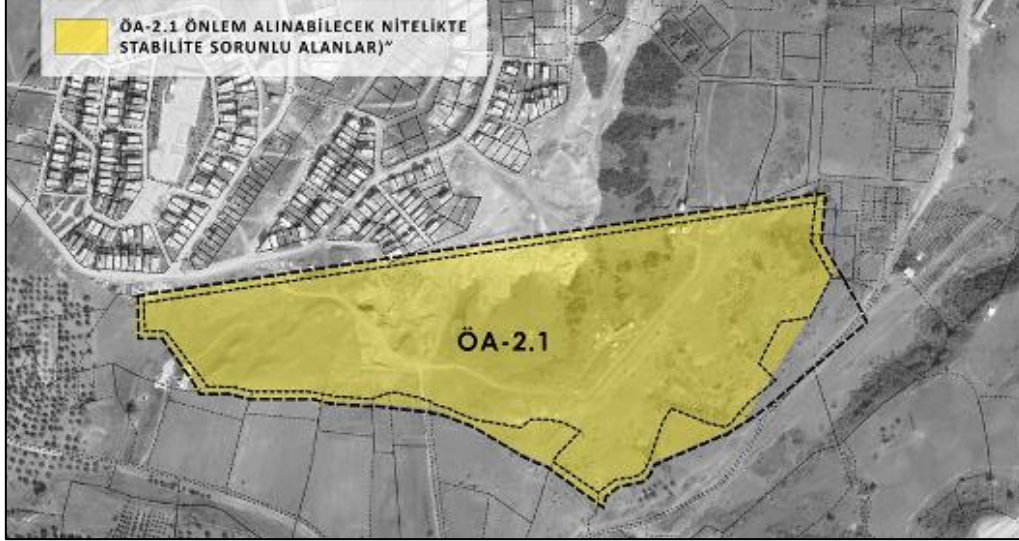 ÖA-2.1 ÖNLEM ALINABİLECEK NİTELİKTE
STABİLİTE SORUNLU ALANLAR)”
ÖA-2.1